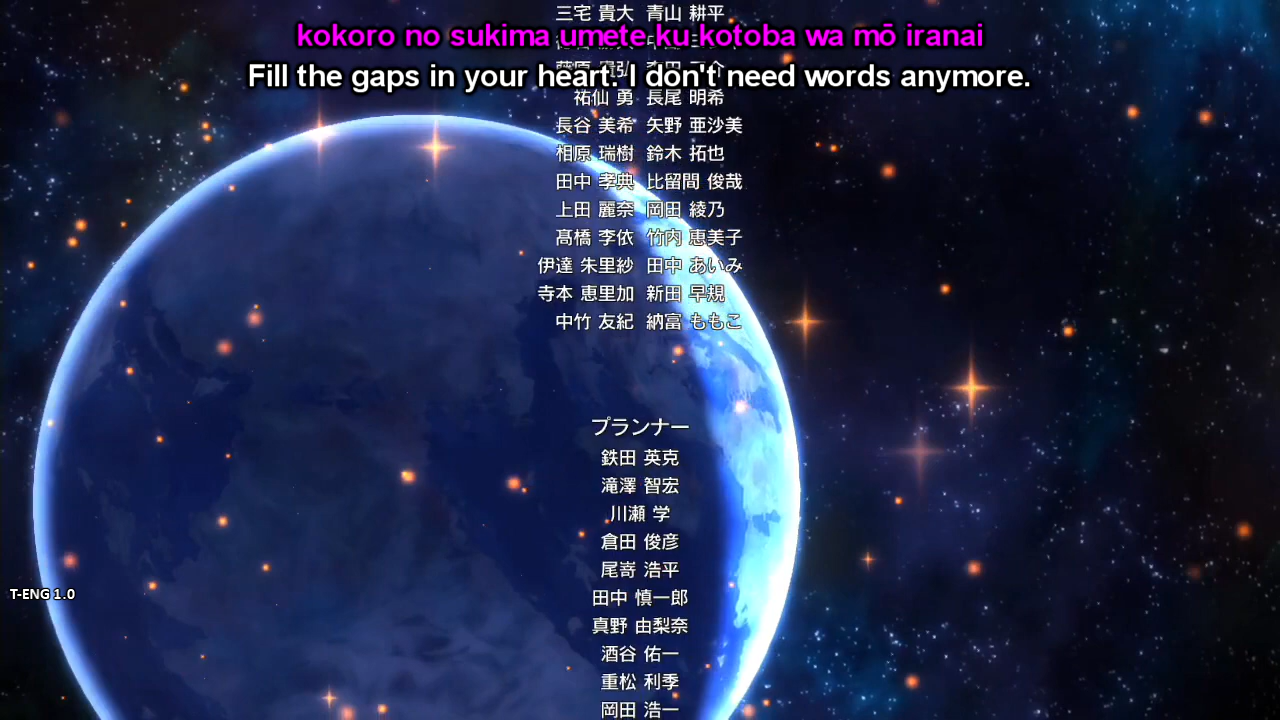 三宅 貴大 青山 耕平
kokoro no sukima umete ku kotoba wa mō iranai
Fill the gaps in your heart. I don't need words anymore.
祐仙 勇 長尾 明希
長谷 美希 矢野 亜沙美
相原 瑞樹 鈴木 拓也
田中 孝典 比留間 俊哉
上田 麗奈 岡田 綾乃
髙橋 李依 竹内 恵美子
伊達 朱里紗 田中 あいみ
寺本 恵里加 新田 早規
中竹 友紀 納富 ももこ
プランナー
鉄田 英克
滝澤 智宏
川瀬 学
倉田 俊彦
尾嵜 浩平
T-ENG 1.0
田中 慎一郎
真野 由梨奈
酒谷 佑一
重松 利季
岡田 浩一